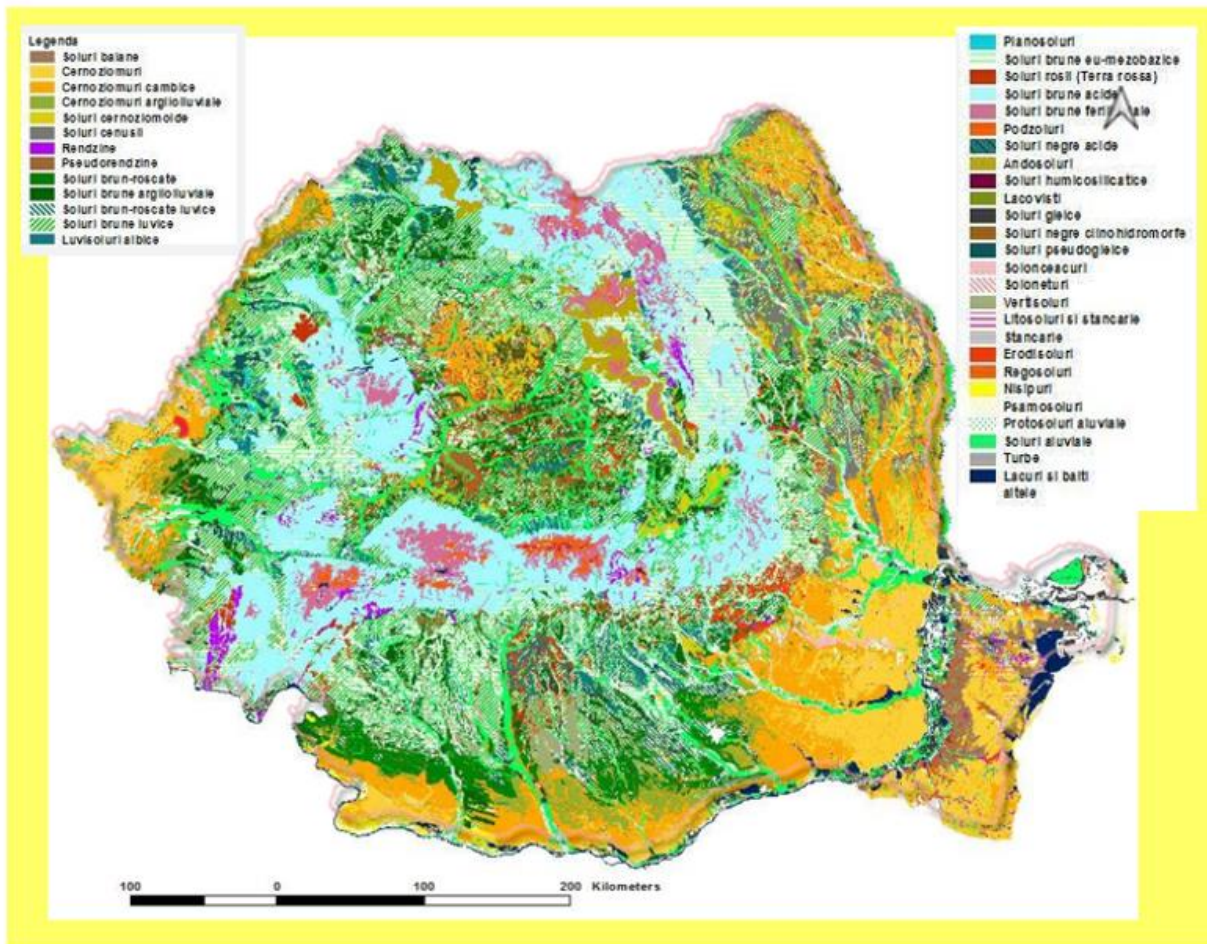 Legenda
Soluri balane
Cernoziomuri
Cernoziomuri cambice
Cernoziomuri argiloiluviale
Soluri cernoziomoide
Soluri cenusii
Rendzine
Pseudorendzine
Soluri brun-roscate
Soluri brune argiloiluviale
Soluri brun-roscate luvice
Soluri brune luvice
Luvisoluri albice
Planosoluri
Soluri brune eu-mezobazice
Soluri rosii (Terra rossa)
Soluri brune acide
Soluri brune
Podzoluri
Soluri negre acide
Andosoluri
Soluri humicosilicatice
Lacovisti
Soluri gleice
Soluri negre clinohidromorfe
Soluri pseudogleice
Solonceacuri
Soloneturi
Vertisoluri
Litosoluri si stancarie
Stancarie
Erodisoluri
Regosoluri
Nisipuri
Psamosoluri
Protosoluri aluviale
Soluri aluviale
Turbe
Lacuri si balti
altele
100 0 100 200 Kilometers